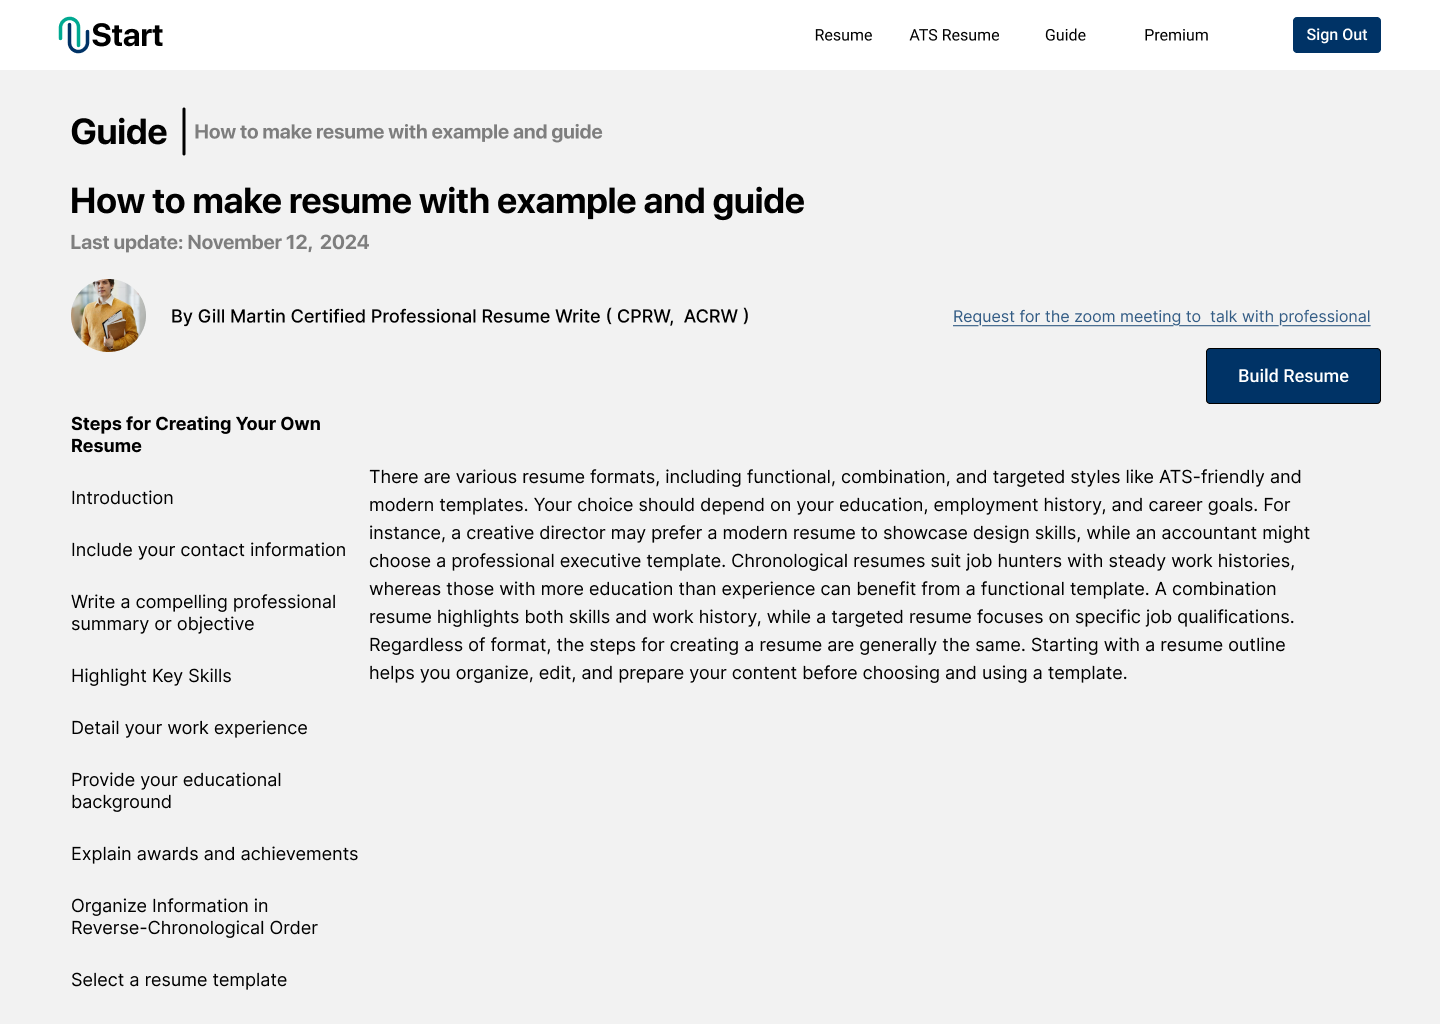 Start
Resume
ATS Resume
Guide
Premium
Sign Out
Guide
How to make resume with example and guide
How to make resume with example and guide
Last update: November 12, 2024
By Gill Martin Certified Professional Resume Write ( CPRW, ACRW )
Request for the zoom meeting to talk with professional
Build Resume
Steps for Creating Your Own
Resume
Introduction
Include your contact information
Write a compelling professional
summary or objective
Highlight Key Skills
Detail your work experience
Provide your educational
background
Explain awards and achievements
Organize Information in
Reverse-Chronological Order
Select a resume template
There are various resume formats, including functional, combination, and targeted styles like ATS-friendly and
modern templates. Your choice should depend on your education, employment history, and career goals. For
instance, a creative director may prefer a modern resume to showcase design skills, while an accountant might
choose a professional executive template. Chronological resumes suit job hunters with steady work histories,
whereas those with more education than experience can benefit from a functional template. A combination
resume highlights both skills and work history, while a targeted resume focuses on specific job qualifications.
Regardless of format, the steps for creating a resume are generally the same. Starting with a resume outline
helps you organize, edit, and prepare your content before choosing and using a template.